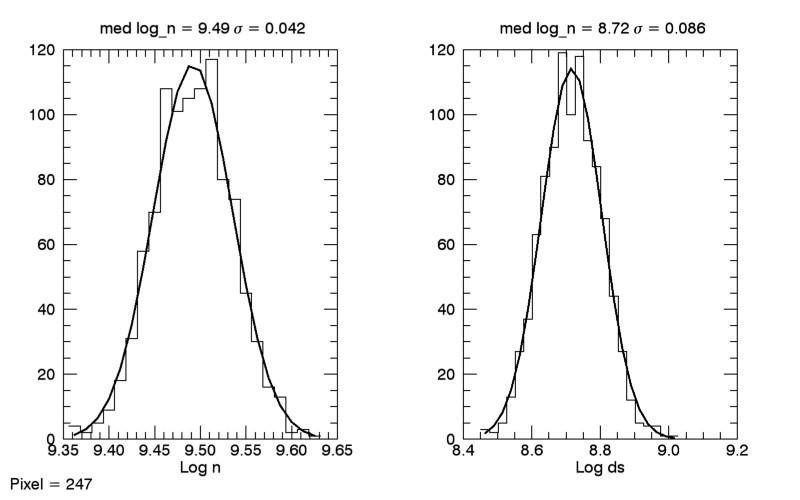 med log_n = 9.49 σ = 0.042
120
100
80
60
40
20
0
9.35 9.40 9.45 9.50 9.55 9.60 9.65
Log n
med log_n = 8.72 σ = 0.086
120
100
80
60
40
20
0
8.4 8.6 8.8 9.0 9.2
Log ds
Pixel = 247